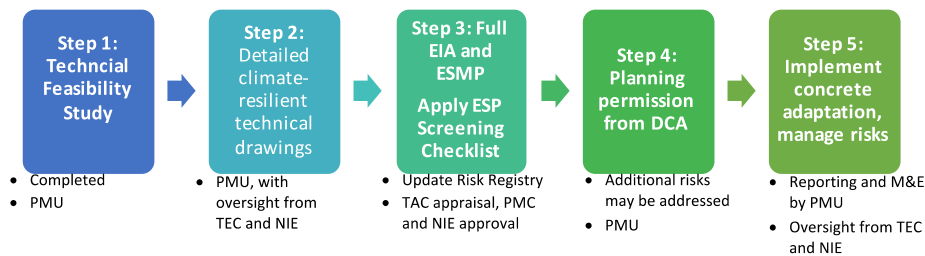 Step 1:
Techncial
Feasibility
Study
• Completed
• PMU
Step 2:
Detailed
climate-
resilient
technical
drawings
• PMU, with
oversight from
TEC and NIE
Step 3: Full
EIA and
ESMP
Apply ESP
Screening
Checklist
• Update Risk Registry
• TAC appraisal, PMC
and NIE approval
Step 4:
Planning
permission
from DCA
• Additional risks
may be addressed
• PMU
Step 5:
Implement
concrete
adaptation,
manage risks
• Reporting and M&E
by PMU
• Oversight from TEC
and NIE